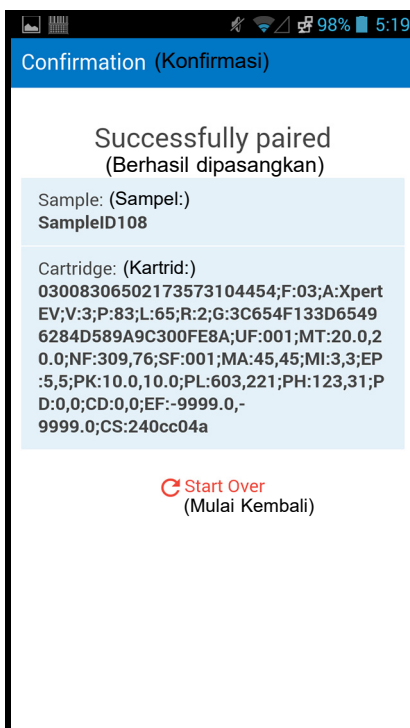 98% 5:19
Confirmation (Konfirmasi)
Successfully paired
(Berhasil dipasangkan)
Sample: (Sampel:)
SampleID108
Cartridge: (Kartrid:)
03008306502173573104454;F:03;A:Xpert
EV;V:3;P:83;L:65;R:2;G:3C654F133D6549
6284D589A9C300FE8A;UF:001;MT:20.0,2
0.0;NF:309,76;SF:001;MA:45,45;MI:3,3;EP
:5,5;PK:10.0,10.0;PL:603,221;PH:123,31;P
D:0,0;CD:0,0;EF:-9999.0,-
9999.0;CS:240cc04a
Start Over
(Mulai Kembali)